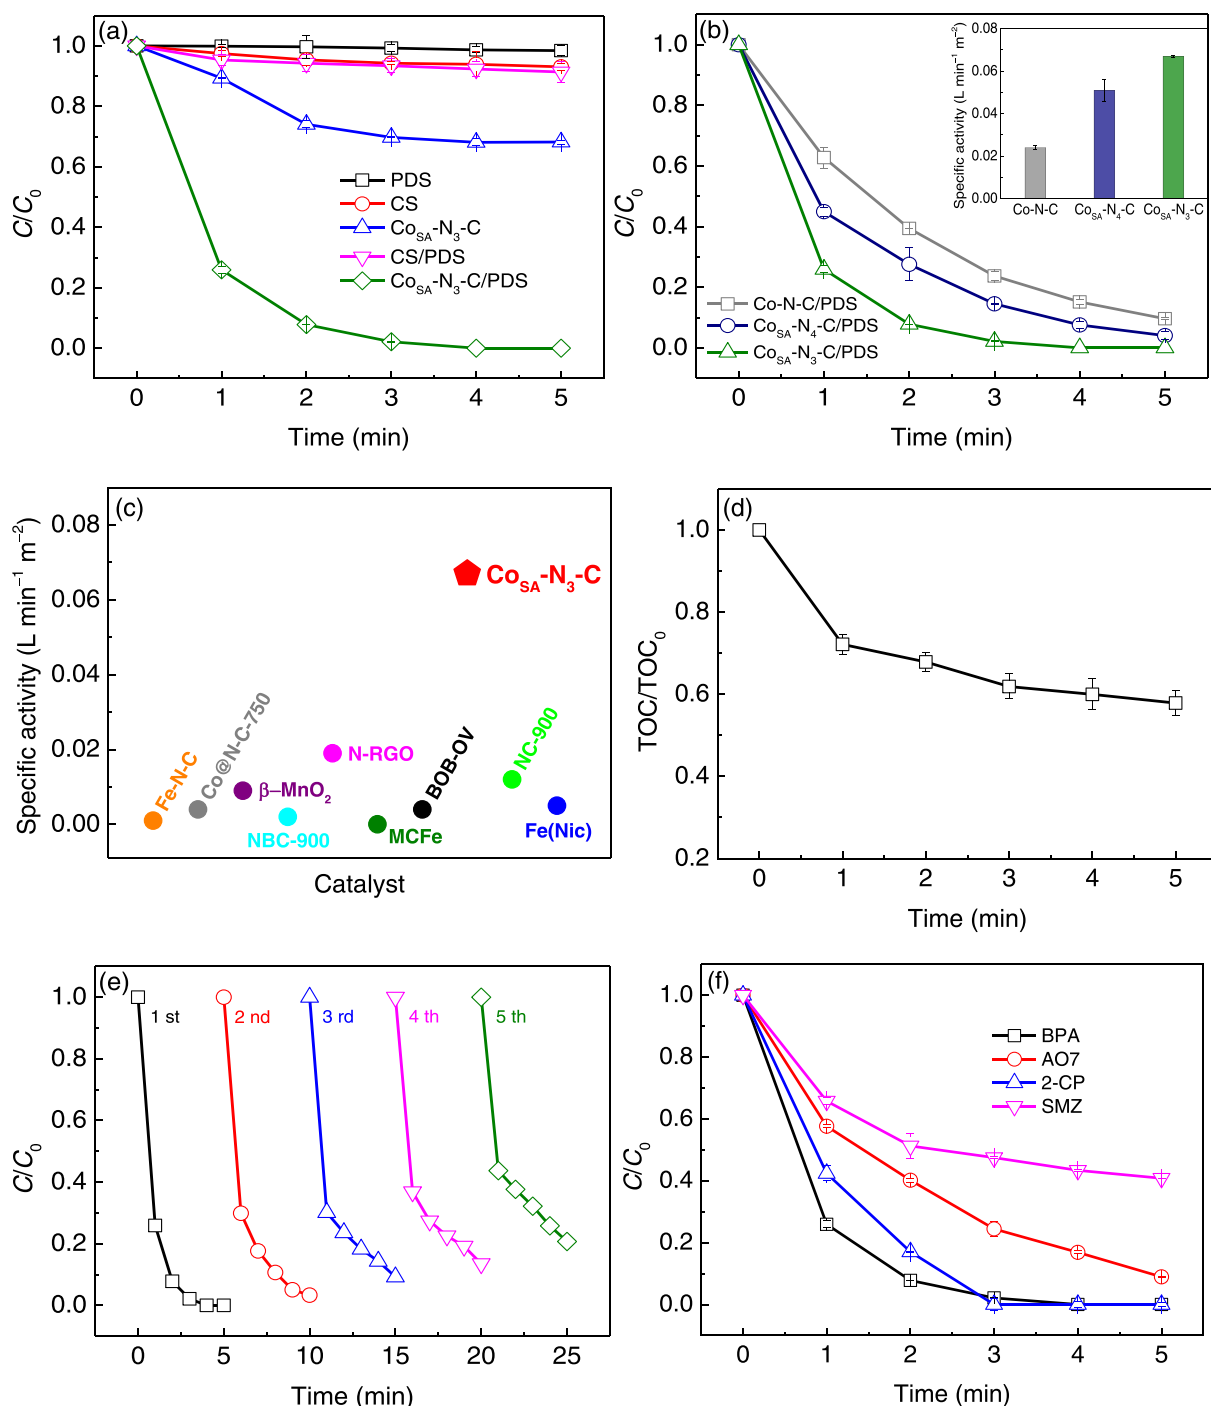 (a)
1.0
0.8
0.6
0.4
0.2
0.0
C/C₀
PDS
CS
Co_SA-N₃-C
CS/PDS
Co_SA-N₃-C/PDS
0 1 2 3 4 5
Time (min)
(b)
1.0
0.8
0.6
0.4
0.2
0.0
C/C₀
Co-N-C/PDS
Co_SA-N₄-C/PDS
Co_SA-N₃-C/PDS
0 1 2 3 4 5
Time (min)
Specific activity (L min⁻¹ m⁻²)
0.08
0.06
0.04
0.02
0.00
Co-N-C Co_SA-N₄-C Co_SA-N₃-C
(c)
Specific activity (L min⁻¹ m⁻²)
0.08
0.06
0.04
0.02
0.00
Co_SA-N₃-C
Fe-N-C
Co@N-C-750
β–MnO₂
NBC-900
N-RGO
MCFe
BOB-OV
NC-900
Fe(Nic)
Catalyst
(d)
TOC/TOC₀
1.0
0.8
0.6
0.4
0.2
0 1 2 3 4 5
Time (min)
(e)
C/C₀
1.0
0.8
0.6
0.4
0.2
0.0
1 st 2 nd 3 rd 4 th 5 th
0 5 10 15 20 25
Time (min)
(f)
C/C₀
1.0
0.8
0.6
0.4
0.2
0.0
BPA
AO7
2-CP
SMZ
0 1 2 3 4 5
Time (min)